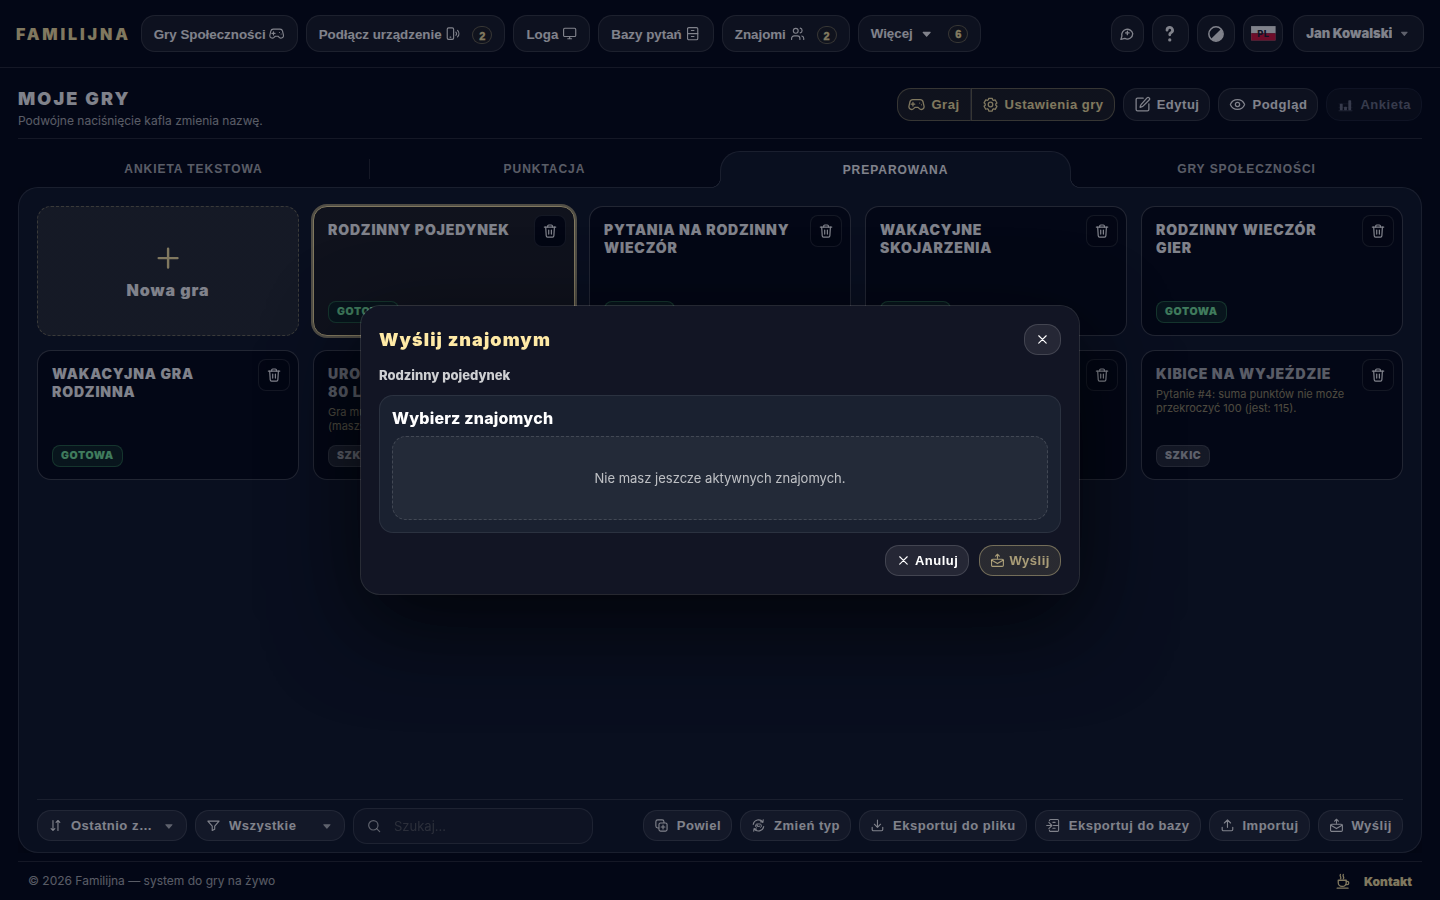 FAMILIJNA
Gry Społeczności
Podłącz urządzenie 2
Loga
Bazy pytań
Znajomi 2
Więcej 6
PL
Jan Kowalski
MOJE GRY
Podwójne naciśnięcie kafla zmienia nazwę.
Graj
Ustawienia gry
Edytuj
Podgląd
Ankieta
ANKIETA TEKSTOWA
PUNKTACJA
PREPAROWANA
GRY SPOŁECZNOŚCI
Nowa gra
RODZINNY POJEDYNEK
PYTANIA NA RODZINNY
WIECZÓR
WAKACYJNE
SKOJARZENIA
RODZINNY WIECZÓR
GIER
GOTOWA
WAKACYJNA GRA
RODZINNA
GOTOWA
80 L
Gra
(masz
KIBICE NA WYJEŹDZIE
Pytanie #4: suma punktów nie może
przekroczyć 100 (jest: 115).
SZKIC
Wyślij znajomym
Rodzinny pojedynek
Wybierz znajomych
Nie masz jeszcze aktywnych znajomych.
Anuluj
Wyślij
Ostatnio z...
Wszystkie
Szukaj...
Powiel
Zmień typ
Eksportuj do pliku
Eksportuj do bazy
Importuj
Wyślij
© 2026 Familijna — system do gry na żywo
Kontakt